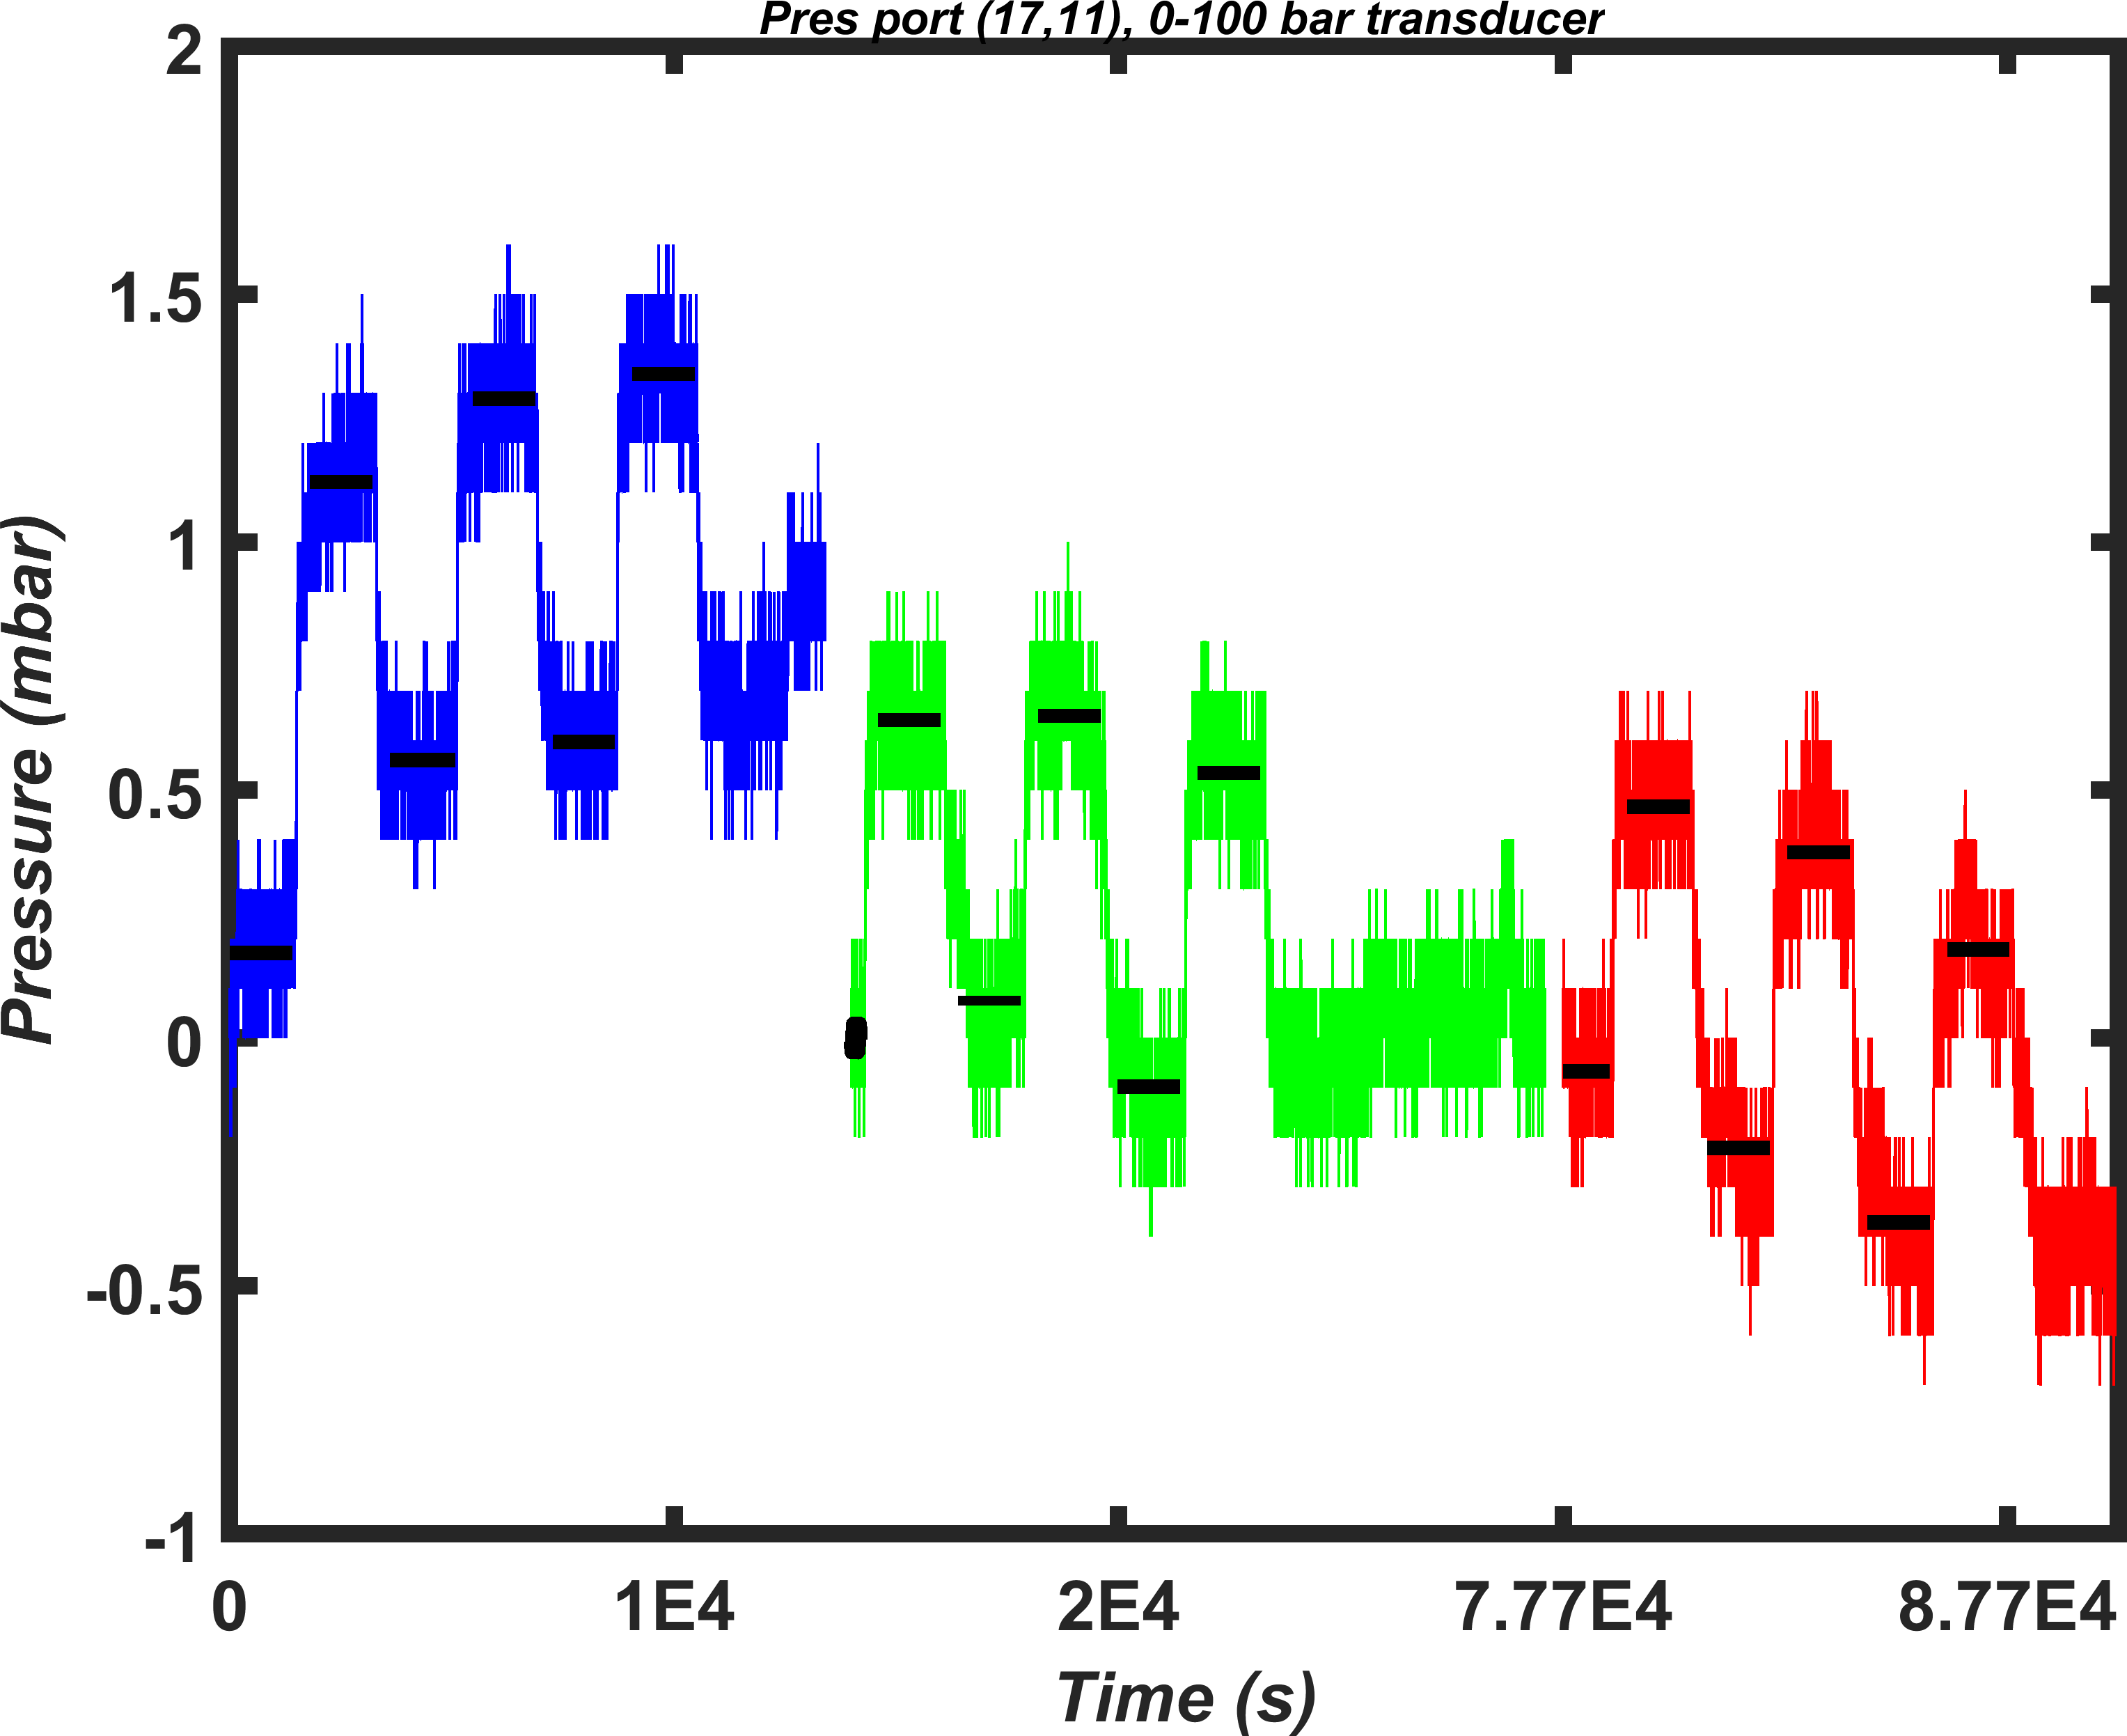 Pres port (17,11), 0-100 bar transducer
2
1.5
1
0.5
0
-0.5
-1
Pressure (mbar)
0 1E4 2E4 7.77E4 8.77E4
Time (s)